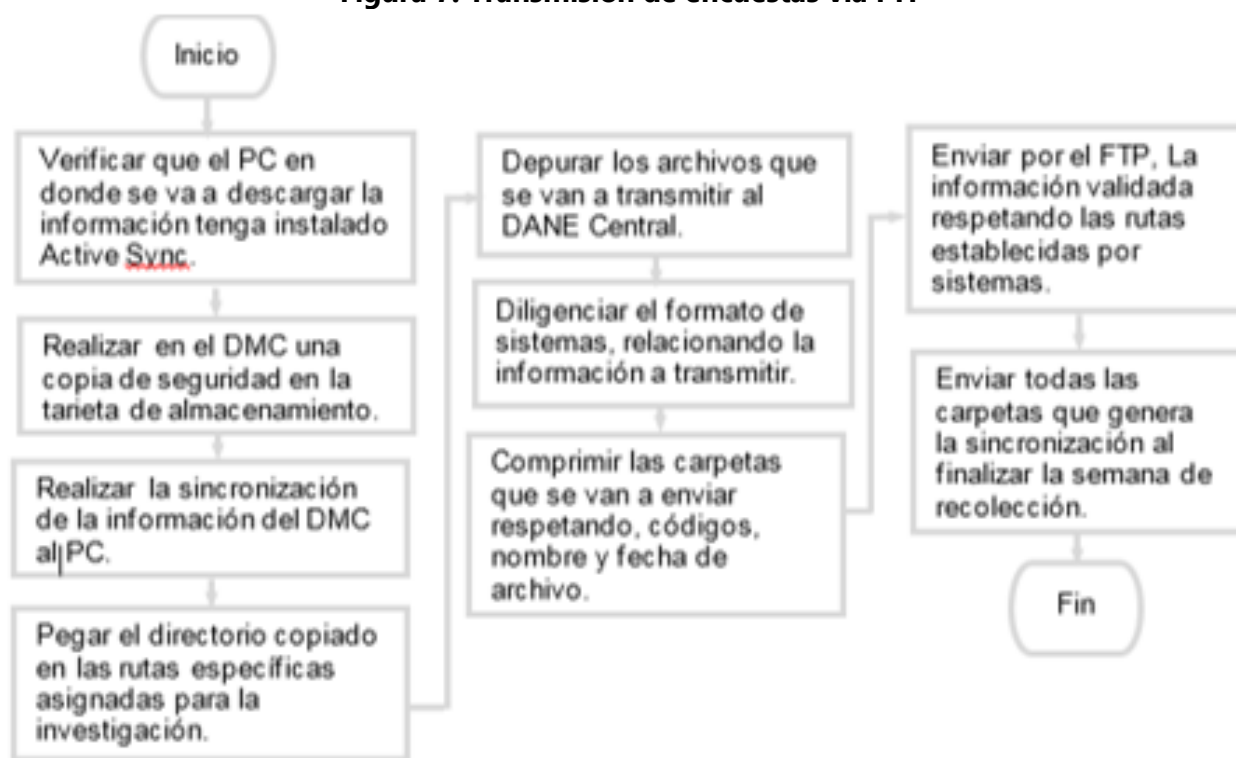 Figura 7. Transmisión de encuestas vía FTP
Inicio
Verificar que el PC en
donde se va a descargar la
información tenga instalado
Active Sync.
Realizar en el DMC una
copia de seguridad en la
tarjeta de almacenamiento.
Realizar la sincronización
de la información del DMC
al PC.
Pegar el directorio copiado
en las rutas específicas
asignadas para la
investigación.
Depurar los archivos que
se van a transmitir al
DANE Central.
Diligenciar el formato de
sistemas, relacionando la
información a transmitir.
Comprimir las carpetas
que se van a enviar
respetando, códigos,
nombre y fecha de
archivo.
Enviar por el FTP, La
información validada
respetando las rutas
establecidas por
sistemas.
Enviar todas las
carpetas que genera
la sincronización al
finalizar la semana de
recolección.
Fin